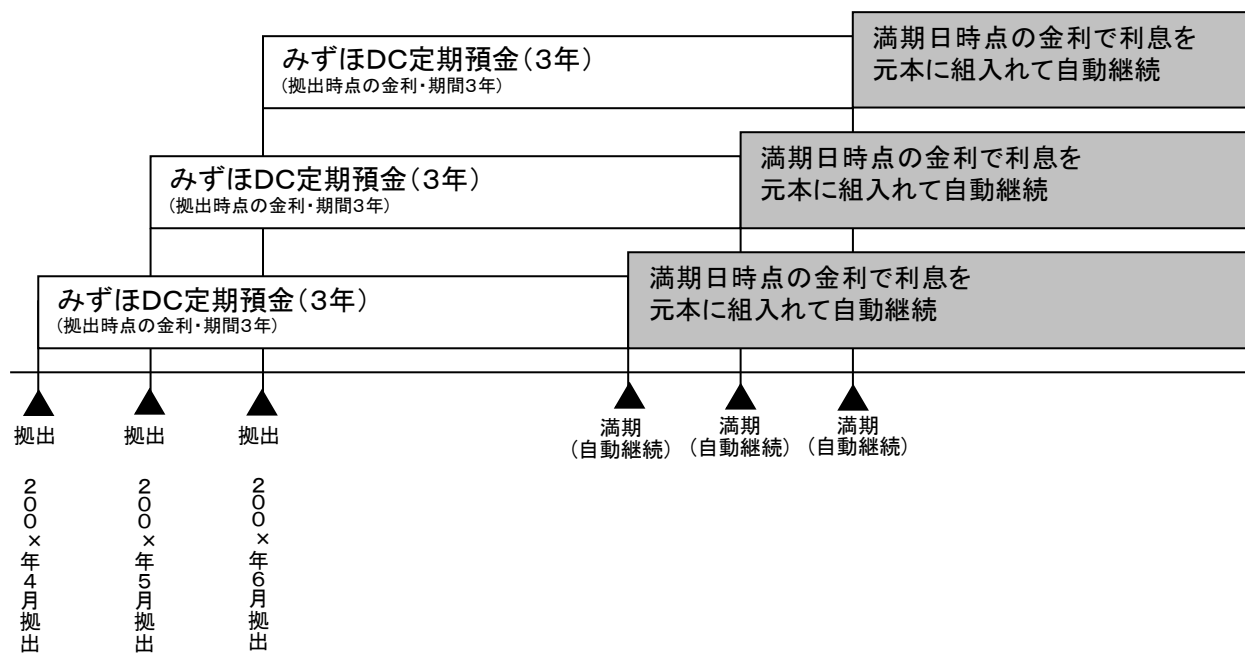 みずほDC定期預金(3年)
(拠出時点の金利・期間3年)
満期日時点の金利で利息を
元本に組入れて自動継続
みずほDC定期預金(3年)
(拠出時点の金利・期間3年)
満期日時点の金利で利息を
元本に組入れて自動継続
みずほDC定期預金(3年)
(拠出時点の金利・期間3年)
満期日時点の金利で利息を
元本に組入れて自動継続
拠出
拠出
拠出
満期
(自動継続)
満期
(自動継続)
満期
(自動継続)
200×年4月拠出
200×年5月拠出
200×年6月拠出